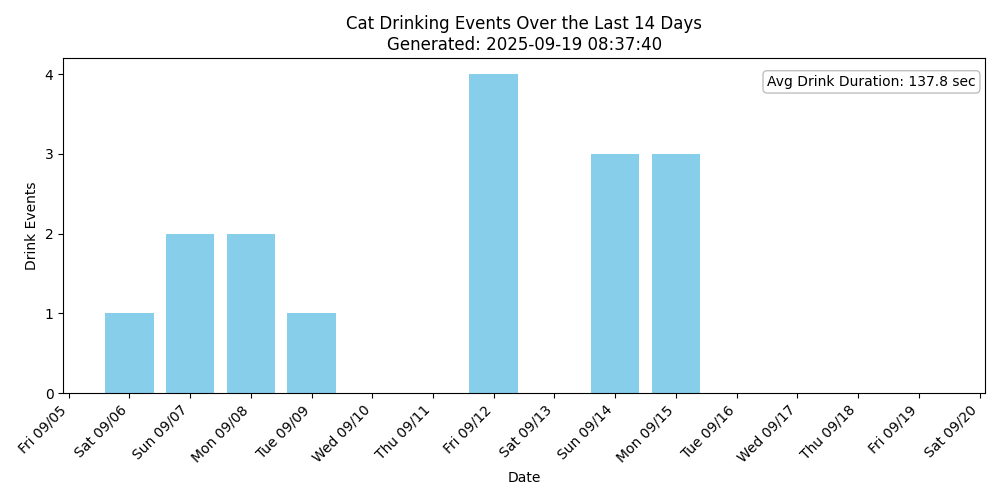 Cat Drinking Events Over the Last 14 Days
Generated: 2025-09-19 08:37:40
Avg Drink Duration: 137.8 sec
4
3
2
1
0
Drink Events
Fri 09/05
Sat 09/06
Sun 09/07
Mon 09/08
Tue 09/09
Wed 09/10
Thu 09/11
Fri 09/12
Sat 09/13
Sun 09/14
Mon 09/15
Tue 09/16
Wed 09/17
Thu 09/18
Fri 09/19
Sat 09/20
Date